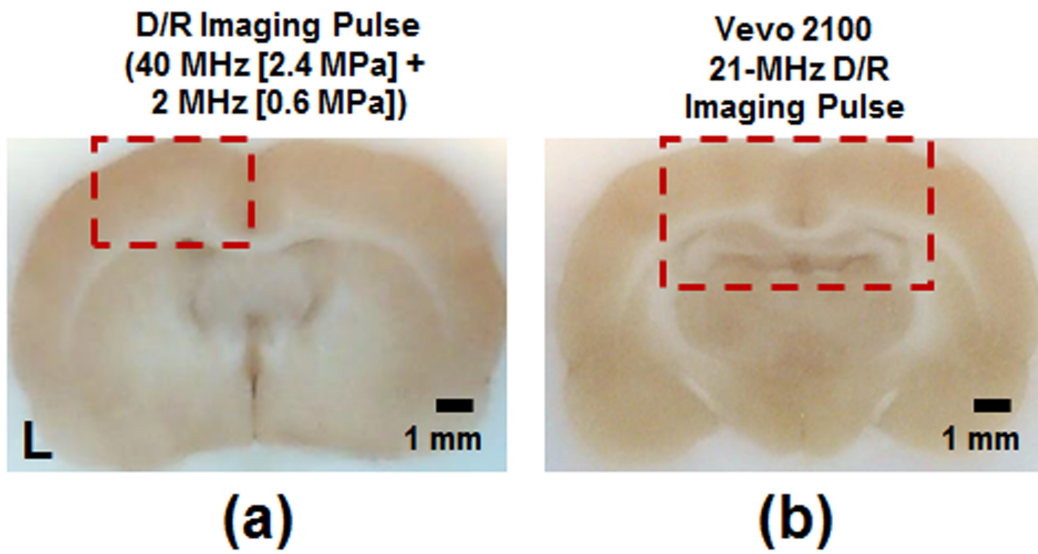 D/R Imaging Pulse
(40 MHz [2.4 MPa] +
2 MHz [0.6 MPa])
Vevo 2100
21-MHz D/R
Imaging Pulse
L
1 mm
1 mm
(a)
(b)